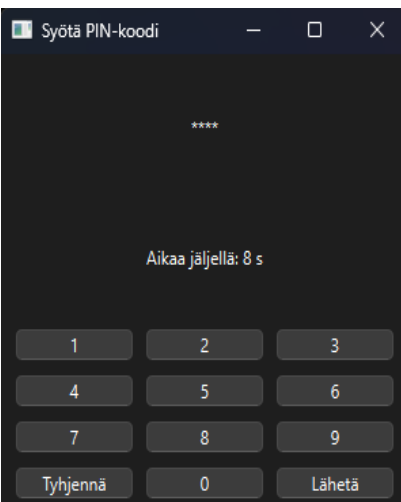 Syötä PIN-koodi
****
Aikaa jäljellä: 8 s
1 2 3
4 5 6
7 8 9
Tyhjennä 0 Lähetä